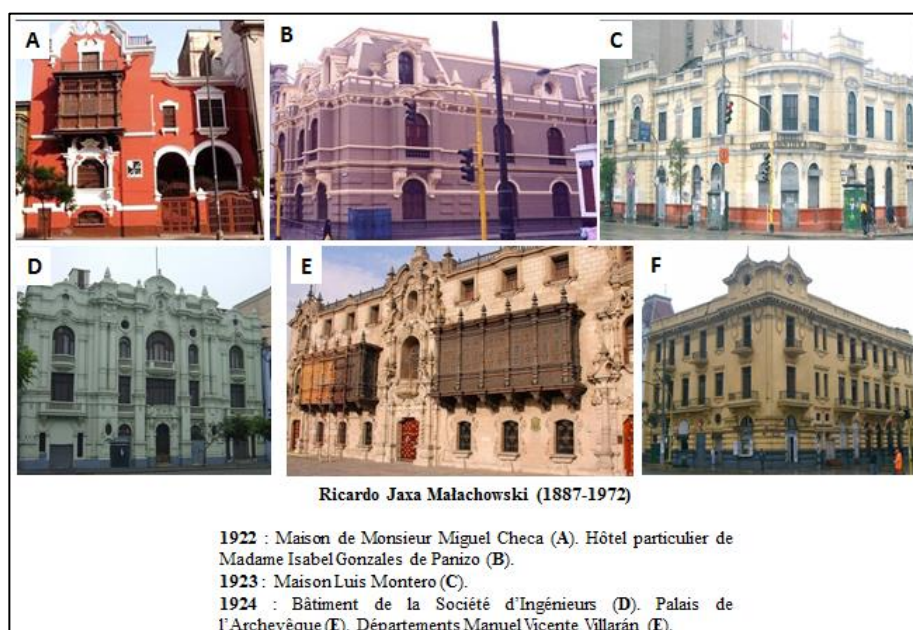 A
B
C
D
E
F
Ricardo Jaxa Małachowski (1887-1972)
1922 : Maison de Monsieur Miguel Checa (A). Hôtel particulier de
Madame Isabel Gonzales de Panizo (B).
1923 : Maison Luis Montero (C).
1924 : Bâtiment de la Société d'Ingénieurs (D). Palais de
l'Archevêque (E). Départements Manuel Vicente Villarán (F).